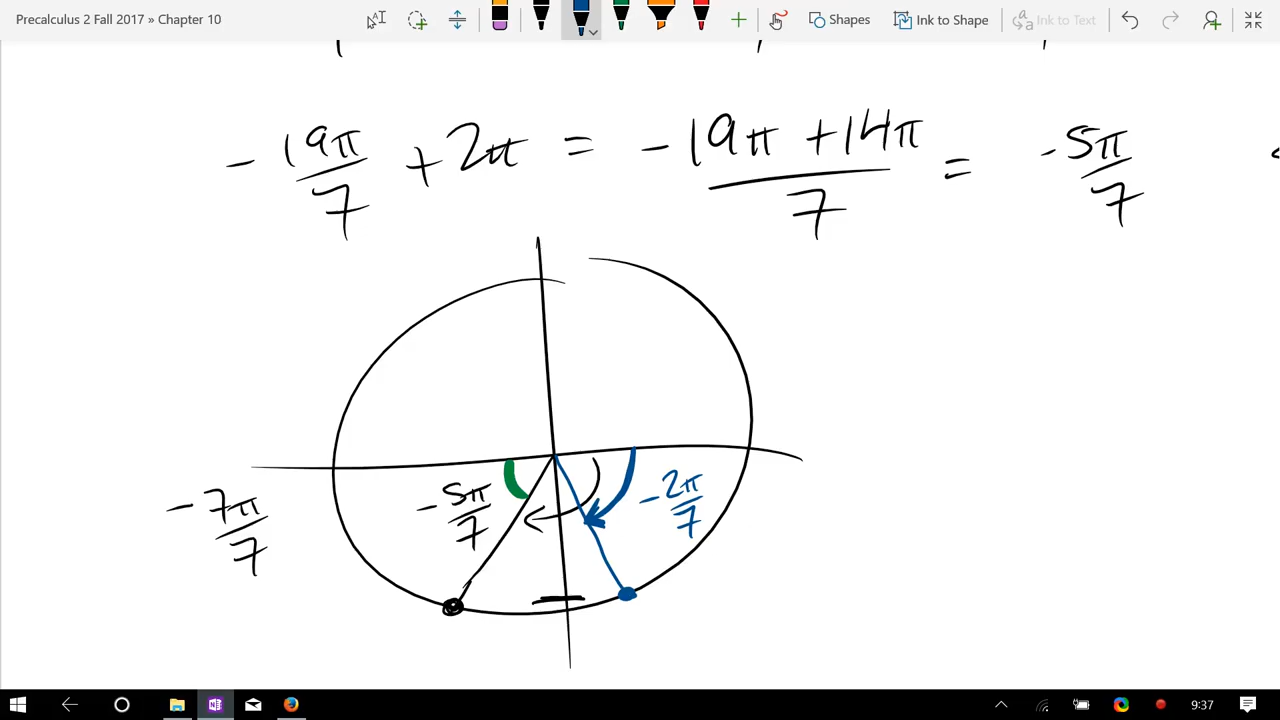 Precalculus 2 Fall 2017 » Chapter 10
Shapes
Ink to Shape
Ink to Text
-19π/7 + 2π = -19π+14π/7 = -5π/7
-7π/7
-5π/7
-2π/7
9:37